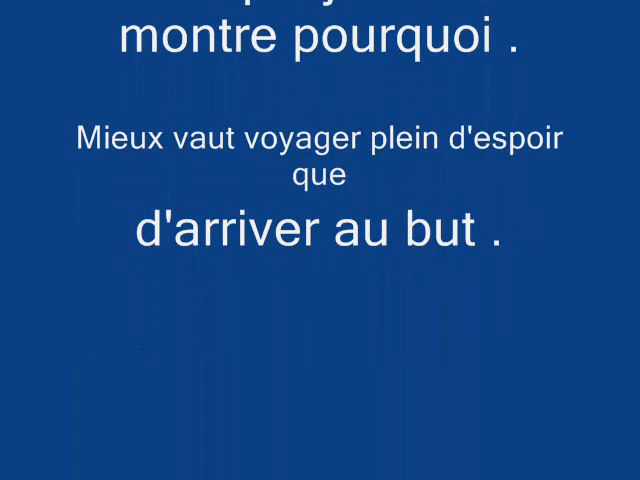 montre pourquoi .
Mieux vaut voyager plein d'espoir
que
d'arriver au but .